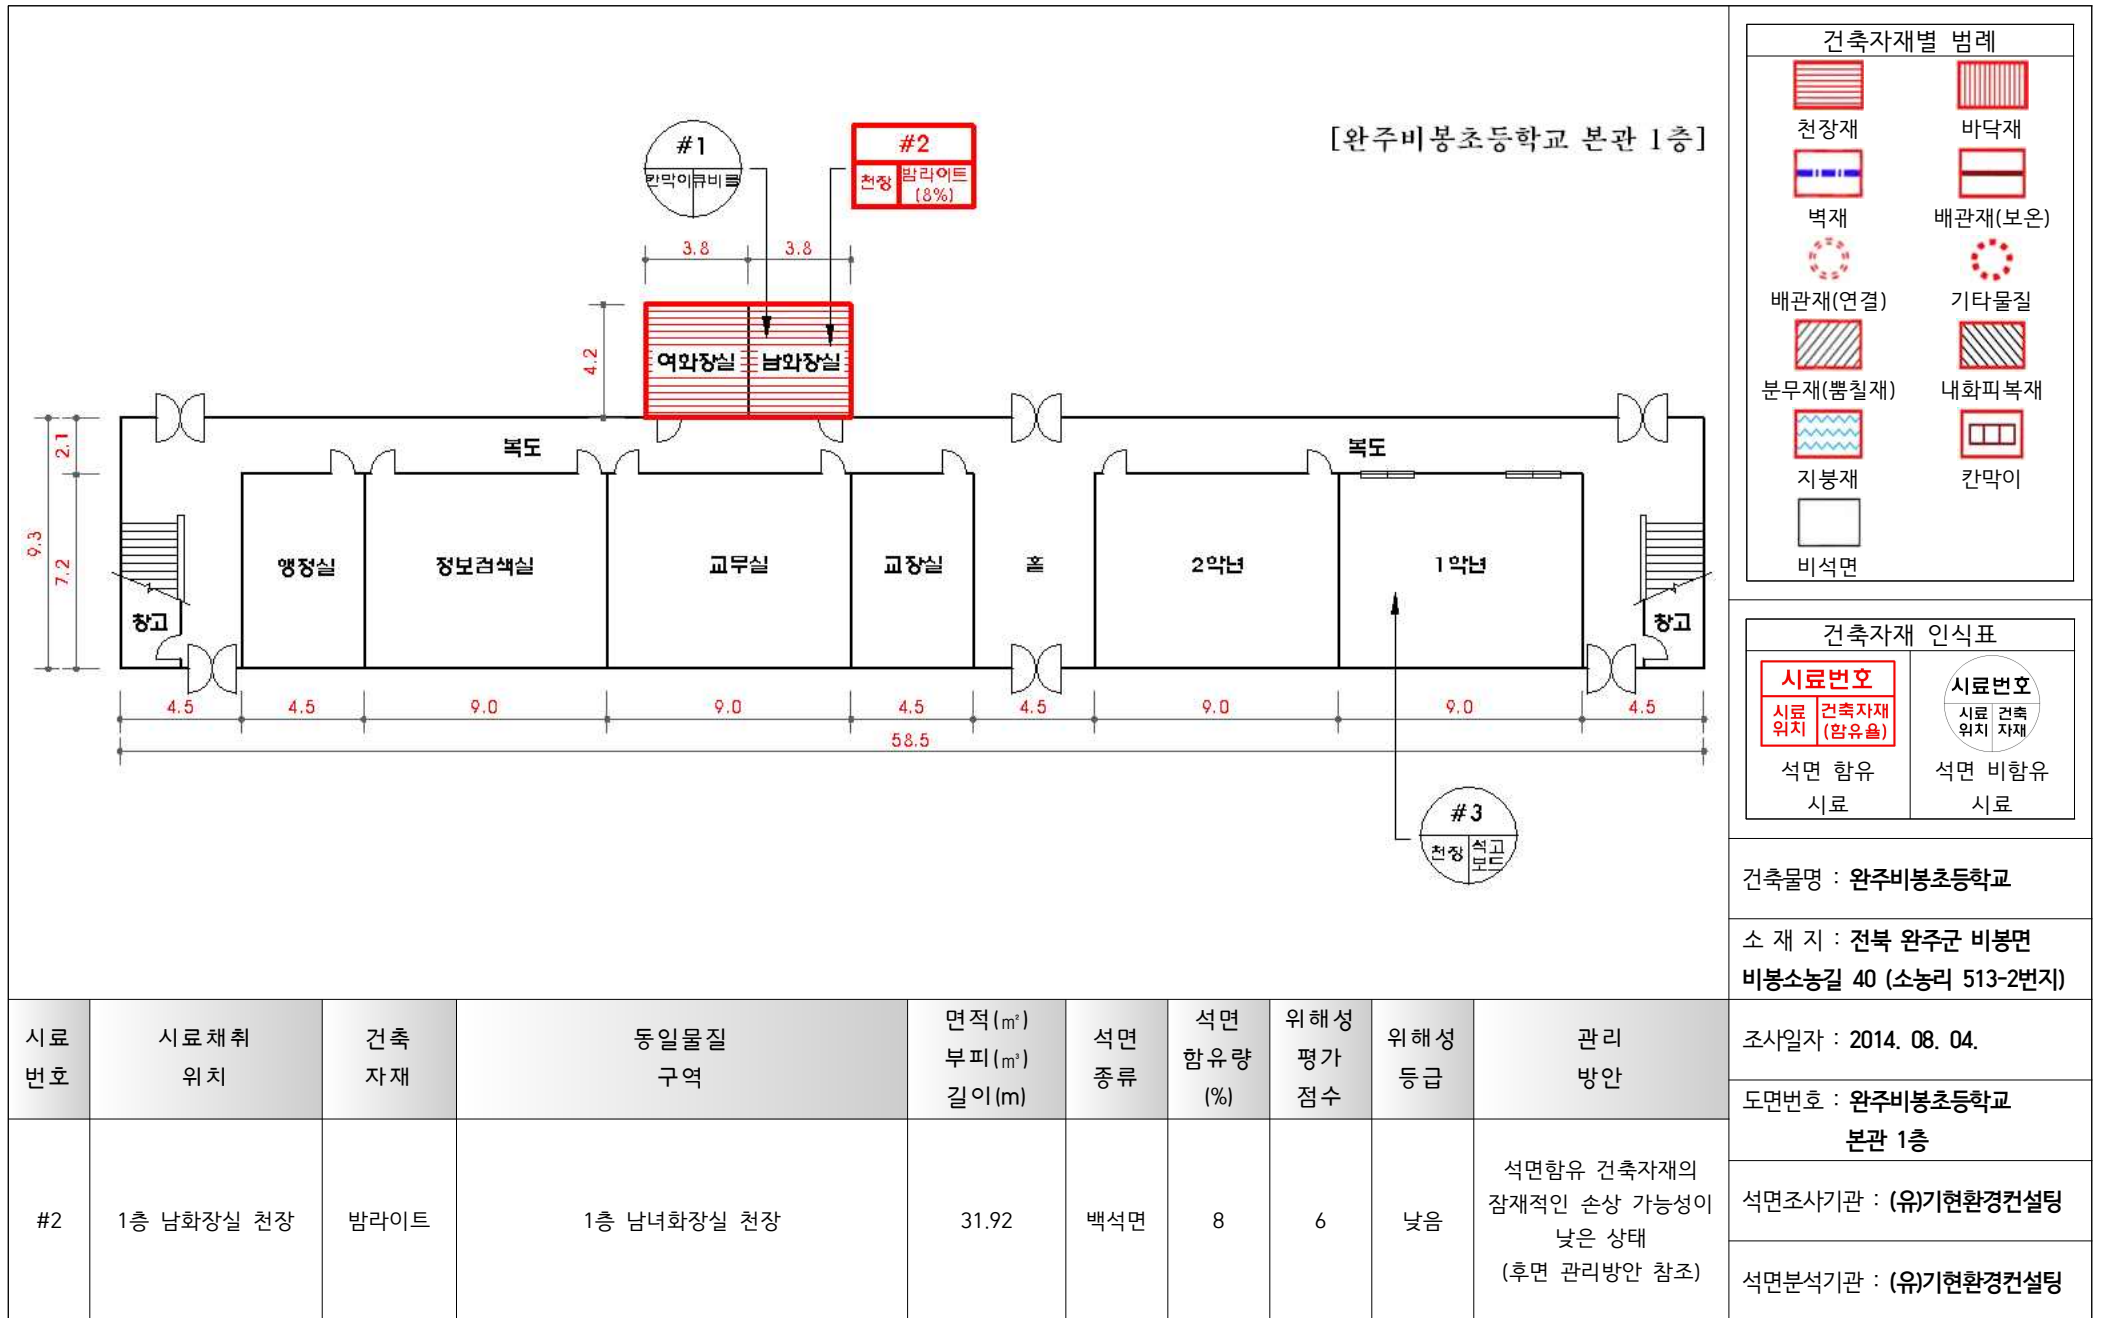 [완주비봉초등학교 본관 1층]
#1
칸막이 큐비클
#2
천장
밤라이트
(8%)
3.8
3.8
4.2
여화장실
남화장실
복도
복도
2.1
9.3
7.2
행정실
정보검색실
교무실
교장실
홀
2학년
1학년
창고
창고
4.5
4.5
9.0
9.0
4.5
4.5
9.0
9.0
4.5
58.5
#3
천장
석고
보드
건축자재별 범례
천장재
바닥재
벽재
배관재(보온)
배관재(연결)
기타물질
분무재(뿜칠재)
내화피복재
지붕재
칸막이
비석면
건축자재 인식표
시료번호
시료
위치
건축자재
(함유율)
시료번호
시료
위치
건축
자재
석면 함유
시료
석면 비함유
시료
건축물명 : 완주비봉초등학교
소 재 지 : 전북 완주군 비봉면
비봉소농길 40 (소농리 513-2번지)
조사일자 : 2014. 08. 04.
도면번호 : 완주비봉초등학교
본관 1층
석면조사기관 : (유)기현환경컨설팅
석면분석기관 : (유)기현환경컨설팅
시료
번호
시료채취
위치
건축
자재
동일물질
구역
면적(㎡)
부피(㎥)
길이(m)
석면
종류
석면
함유량
(%)
위해성
평가
점수
위해성
등급
관리
방안
#2
1층 남화장실 천장
밤라이트
1층 남녀화장실 천장
31.92
백석면
8
6
낮음
석면함유 건축자재의
잠재적인 손상 가능성이
낮은 상태
(후면 관리방안 참조)